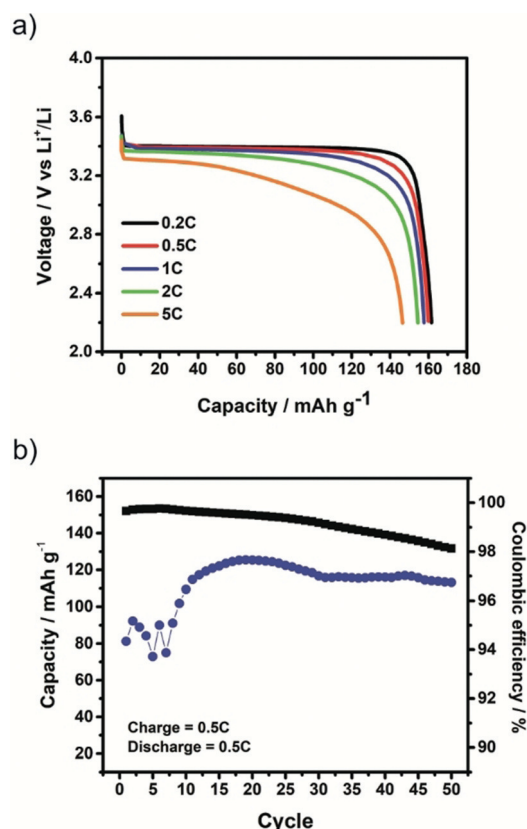 a)
4.0
3.6
3.2
2.8
2.4
2.0
Voltage / V vs Li⁺/Li
0.2C
0.5C
1C
2C
5C
0 20 40 60 80 100 120 140 160 180
Capacity / mAh g⁻¹
b)
160
140
120
100
80
60
40
20
Capacity / mAh g⁻¹
100
98
96
94
92
90
Coulombic efficiency / %
Charge = 0.5C
Discharge = 0.5C
0 5 10 15 20 25 30 35 40 45 50
Cycle